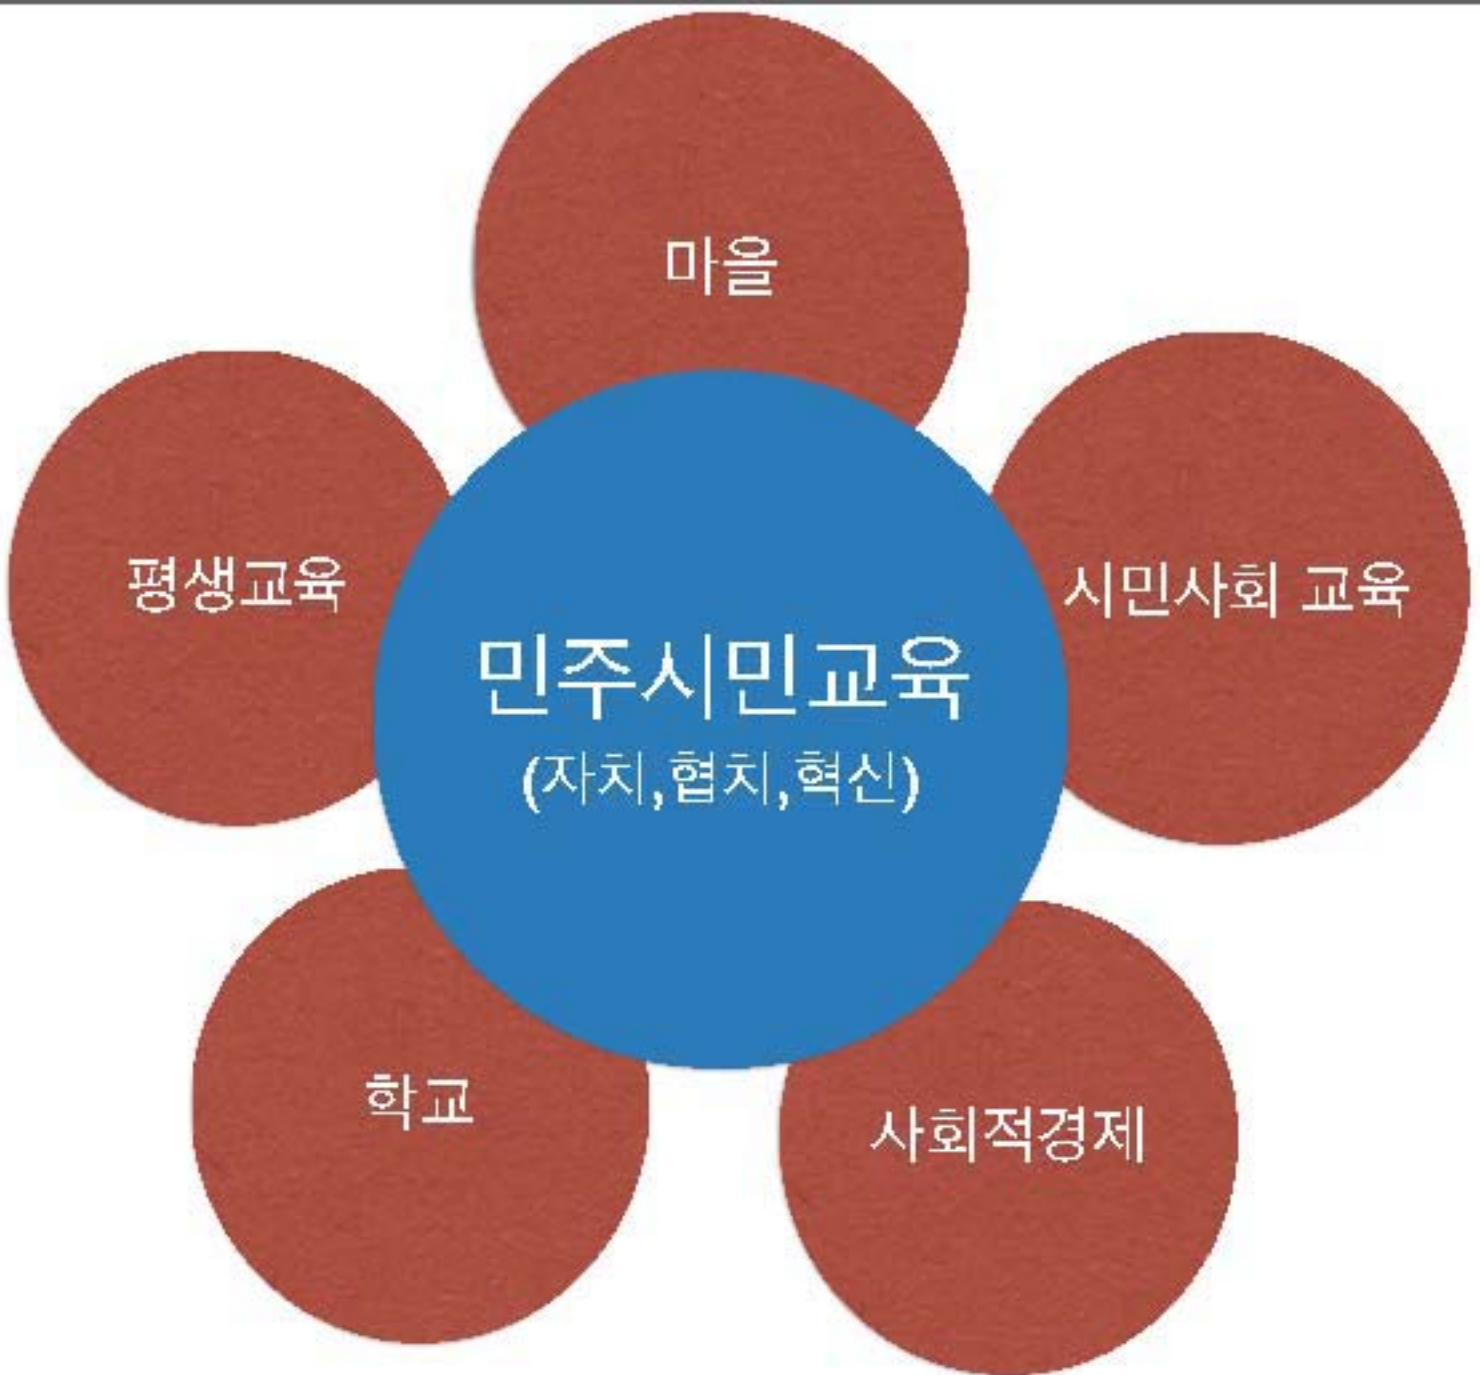 마을
평생교육
시민사회 교육
민주시민교육
(자치,협치,혁신)
학교
사회적경제